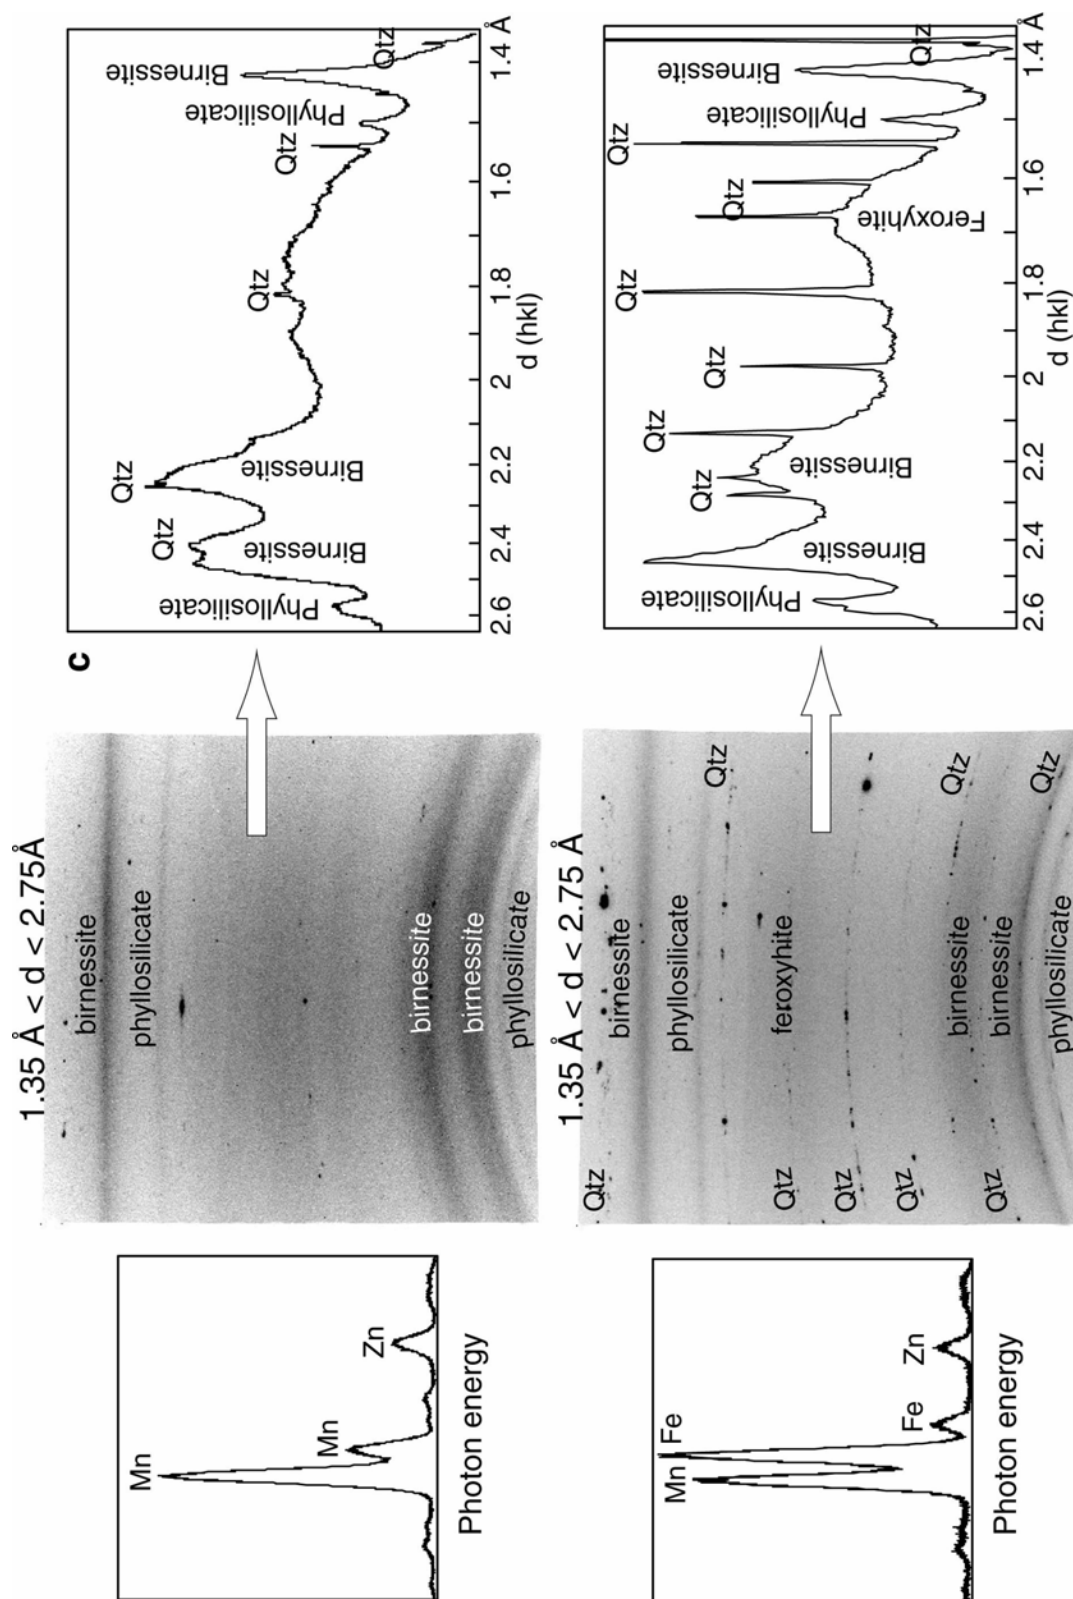 Mn
Mn
Zn
Photon energy
1.35 Å < d < 2.75Å
birnessite
phyllosilicate
birnessite
birnessite
phyllosilicate
c
Phyllosilicate
Qtz
Birnessite
Qtz
Birnessite
Qtz
Qtz
Phyllosilicate
Birnessite
Qtz
2.6 2.4 2.2 2 1.8 1.6 1.4 Å
d (hkl)
Mn
Fe
Fe
Zn
Photon energy
1.35 Å < d < 2.75 Å
Qtz
birnessite
phyllosilicate
Qtz
feroxyhite
Qtz
Qtz
Qtz
birnessite
Qtz
birnessite
Qtz
phyllosilicate
Qtz
Phyllosilicate
Birnessite
Qtz
Birnessite
Qtz
Qtz
Qtz
Feroxyhite
Qtz
Qtz
Phyllosilicate
Birnessite
Qtz
2.6 2.4 2.2 2 1.8 1.6 1.4 Å
d (hkl)